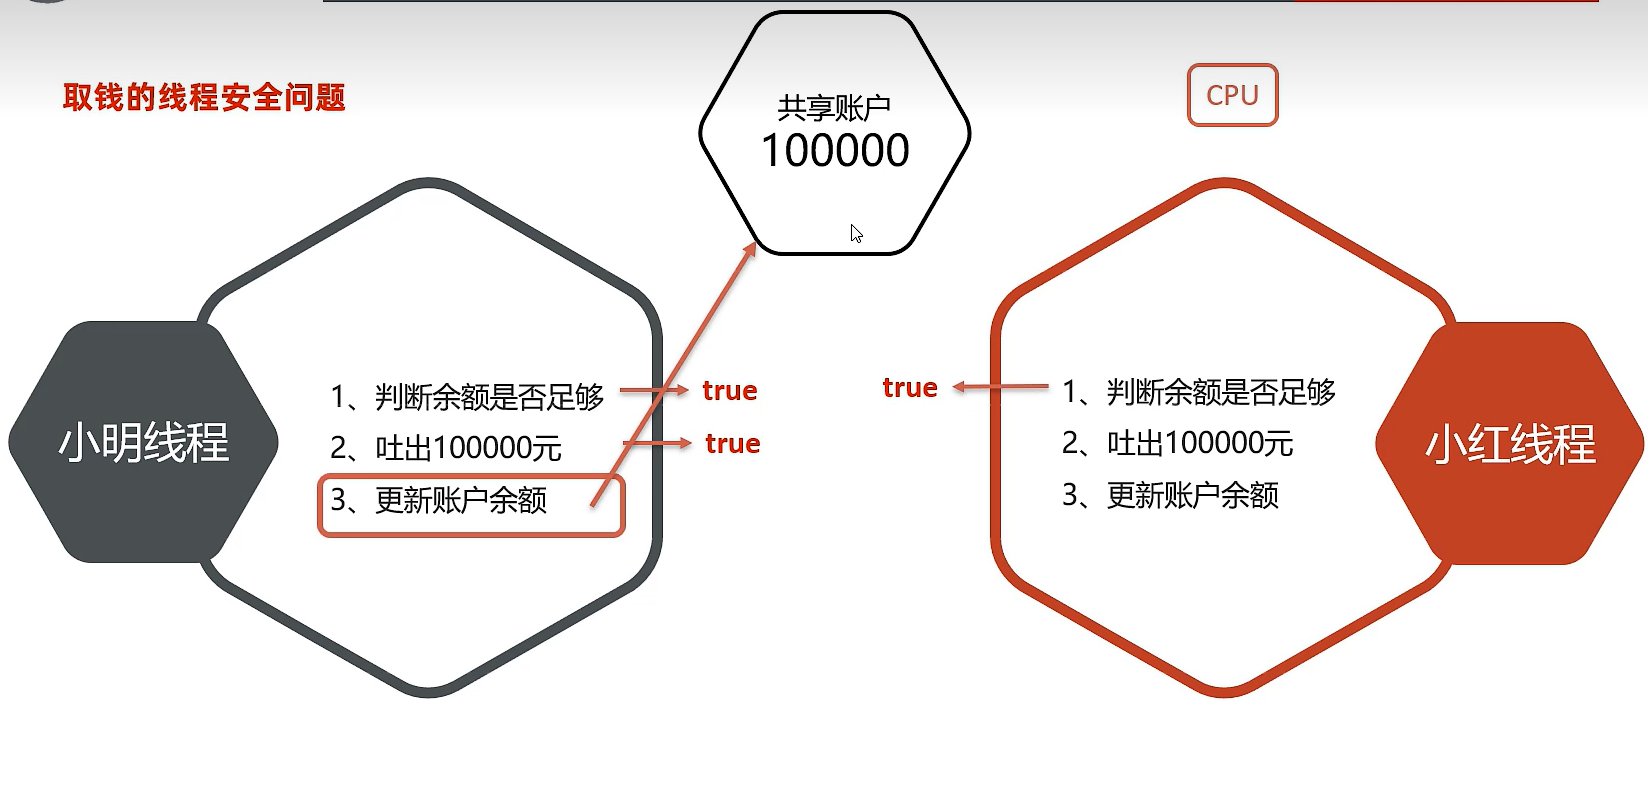 取钱的线程安全问题
共享账户
100000
CPU
小明线程
1、判断余额是否足够
true
2、吐出100000元
true
3、更新账户余额
true
1、判断余额是否足够
2、吐出100000元
3、更新账户余额
小红线程